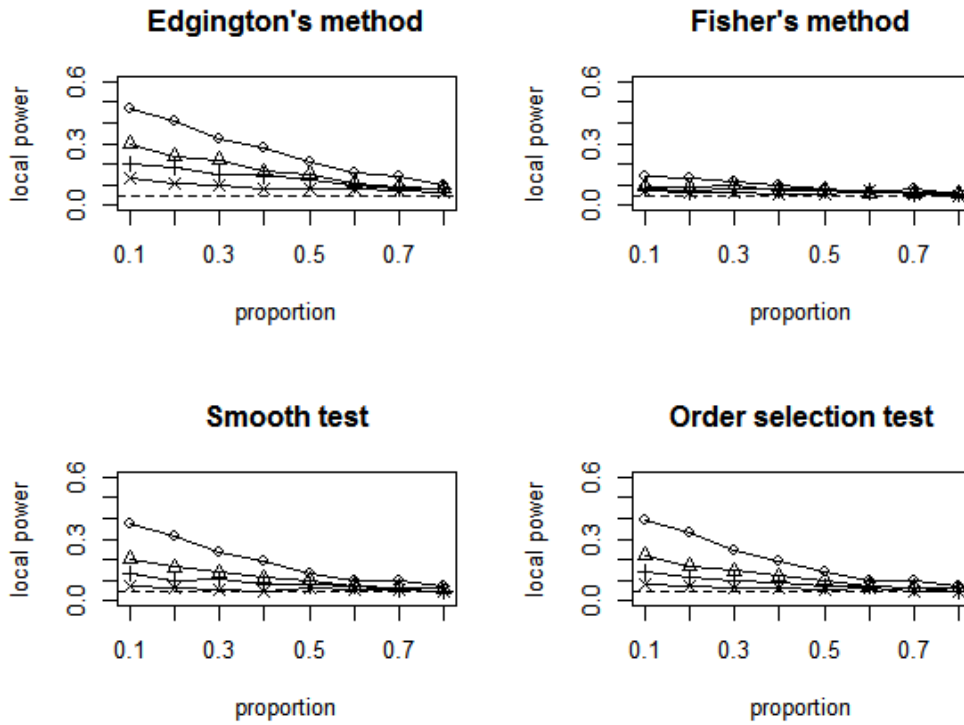 Edgington's method
local power
0.0 0.3 0.6
0.1 0.3 0.5 0.7
proportion
Fisher's method
local power
0.0 0.3 0.6
0.1 0.3 0.5 0.7
proportion
Smooth test
local power
0.0 0.3 0.6
0.1 0.3 0.5 0.7
proportion
Order selection test
local power
0.0 0.3 0.6
0.1 0.3 0.5 0.7
proportion